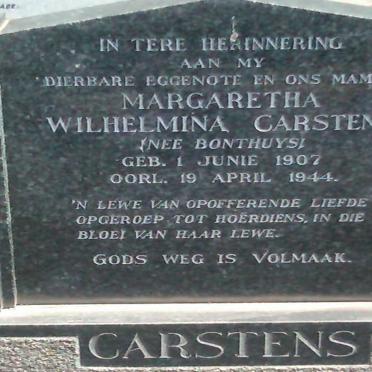 IN TERE HERINNERING
AAN MY
DIERBARE EGGENOTE EN ONS MAM
MARGARETHA
WILHELMINA CARSTEN
(NEE BONTHUYS)
GEB. 1 JUNIE 1907
OORL. 19 APRIL 1944.
'N LEWE VAN OPOFFERENDE LIEFDE
OPGEROEP TOT HOËRDIENS, IN DIE
BLOEI VAN HAAR LEWE.
GODS WEG IS VOLMAAK.
CARSTENS